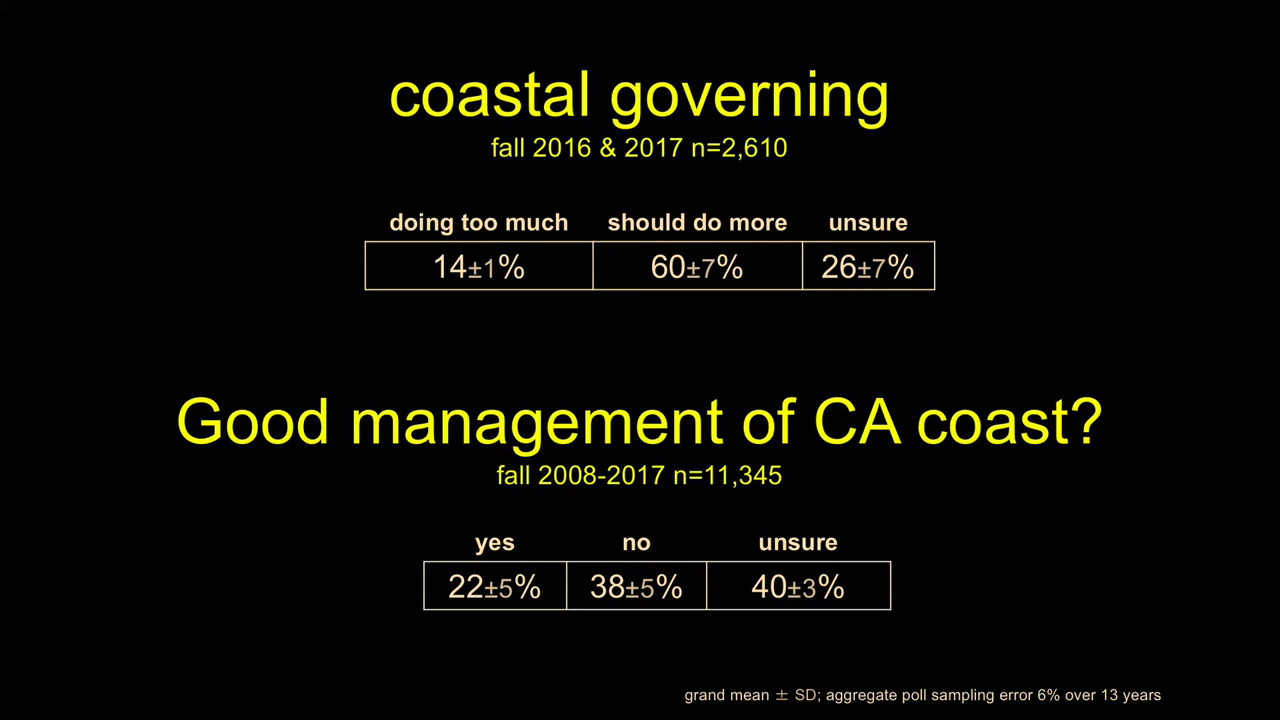 coastal governing
fall 2016 & 2017 n=2,610
doing too much should do more unsure
14±1% 60±7% 26±7%
Good management of CA coast?
fall 2008-2017 n=11,345
yes no unsure
22±5% 38±5% 40±3%
grand mean ± SD; aggregate poll sampling error 6% over 13 years